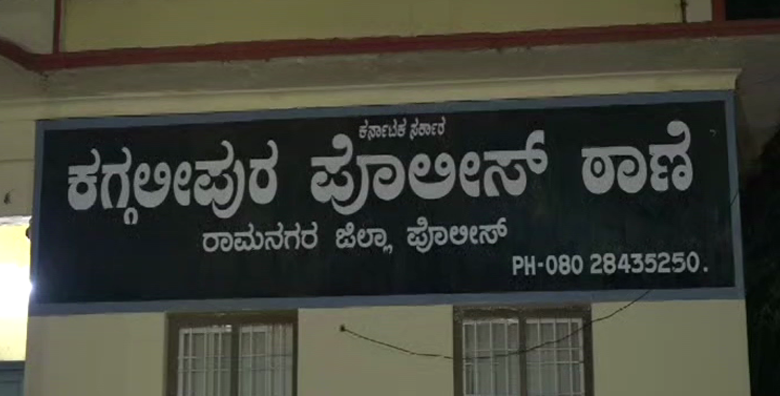 ಕರ್ನಾಟಕ ಸರ್ಕಾರ
ಕಗ್ಗಲೀಪುರ ಪೊಲೀಸ್ ಠಾಣೆ
ರಾಮನಗರ ಜಿಲ್ಲಾ ಪೊಲೀಸ್
PH-080 28435250.